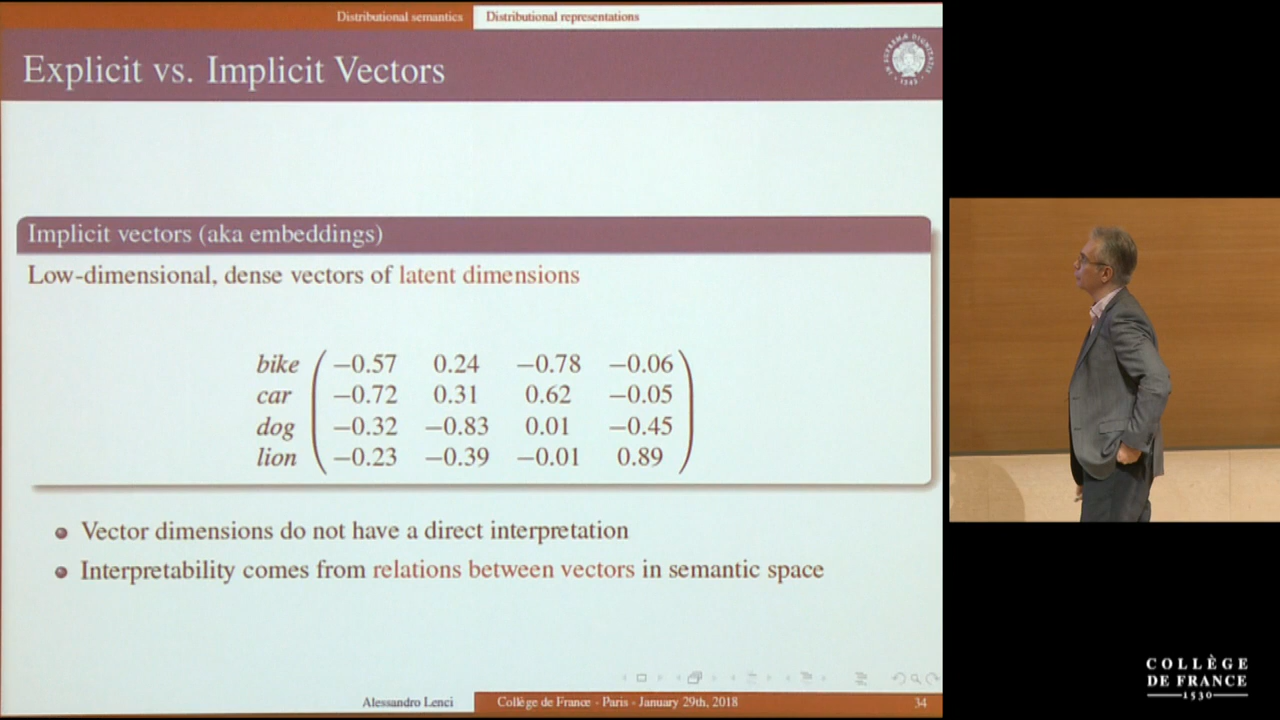 Distributional semantics Distributional representations
Explicit vs. Implicit Vectors
Implicit vectors (aka embeddings)
Low-dimensional, dense vectors of latent dimensions
bike −0.57 0.24 −0.78 −0.06
car −0.72 0.31 0.62 −0.05
dog −0.32 −0.83 0.01 −0.45
lion −0.23 −0.39 −0.01 0.89
Vector dimensions do not have a direct interpretation
Interpretability comes from relations between vectors in semantic space
Alessandro Lenci Collège de France - Paris - January 29th, 2018 34
COLLÈGE
DE FRANCE
1530